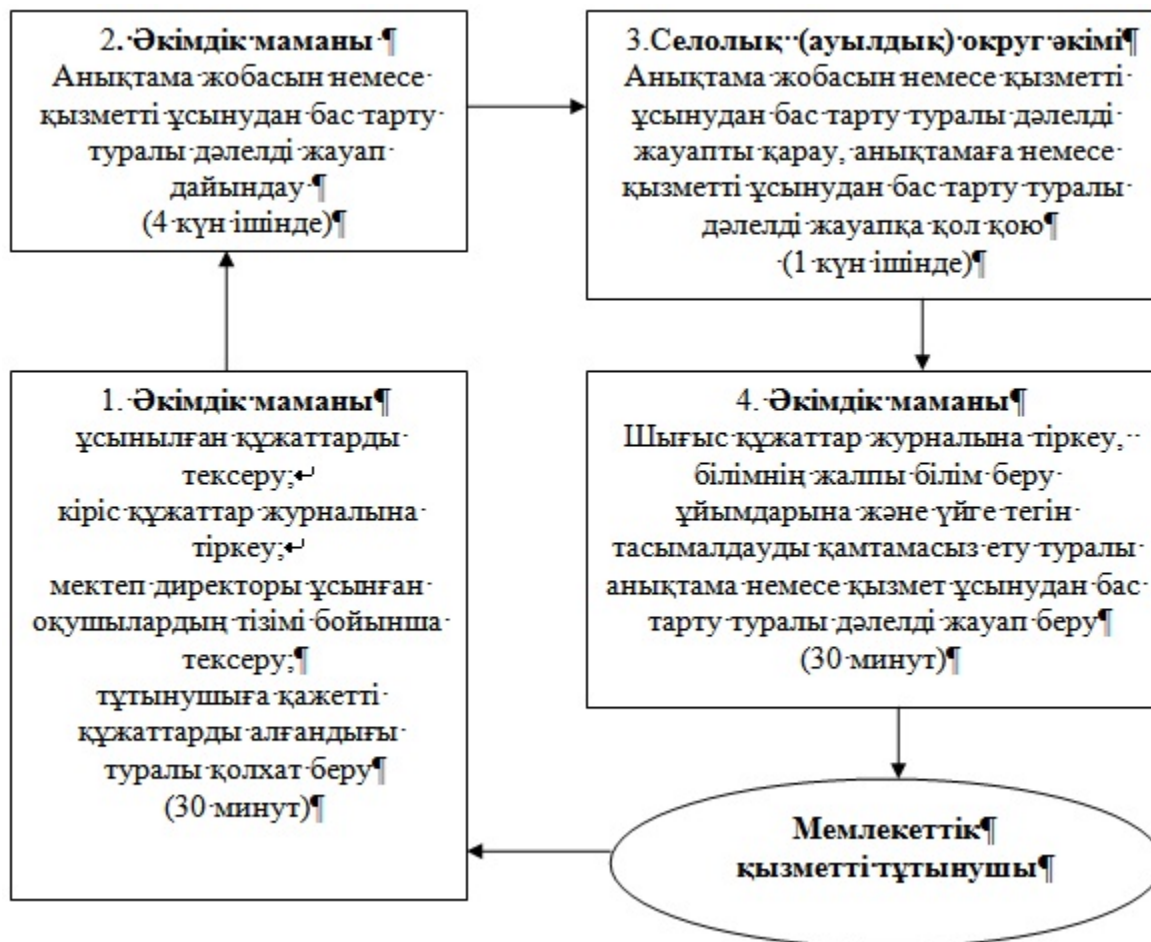 2. Әкімдік маманы ¶
Анықтама жобасын немесе
қызметті ұсынудан бас тарту
туралы дәлелді жауап
дайындау ¶
(4 күн ішінде)¶
3.Селолық (ауылдық) округ әкімі¶
Анықтама жобасын немесе қызметті
ұсынудан бас тарту туралы дәлелді
жауапты қарау, анықтамаға немесе
қызметті ұсынудан бас тарту туралы
дәлелді жауапқа қол қою¶
(1 күн ішінде)¶
1. Әкімдік маманы¶
ұсынылған құжаттарды
тексеру;↵
кіріс құжаттар журналына
тіркеу;↵
мектеп директоры ұсынған
оқушылардың тізімі бойынша
тексеру;¶
тұтынушыға қажетті
құжаттарды алғандығы
туралы қолхат беру¶
(30 минут)¶
4. Әкімдік маманы¶
Шығыс құжаттар журналына тіркеу,
білімнің жалпы білім беру
ұйымдарына және үйге тегін
тасымалдауды қамтамасыз ету туралы
анықтама немесе қызмет ұсынудан бас
тарту туралы дәлелді жауап беру¶
(30 минут)¶
Мемлекеттік¶
қызметті тұтынушы¶